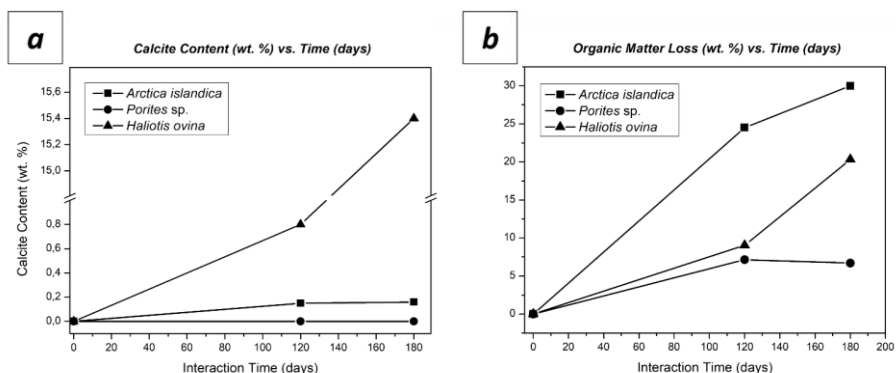 a
Calcite Content (wt. %) vs. Time (days)
Arctica islandica
Porites sp.
Haliotis ovina
15,6
15,4
15,2
15,0
0,8
0,6
0,4
0,2
0,0
Calcite Content (wt. %)
0 20 40 60 80 100 120 140 160 180
Interaction Time (days)
b
Organic Matter Loss (wt. %) vs. Time (days)
Arctica islandica
Porites sp.
Haliotis ovina
30
25
20
15
10
5
0
0 20 40 60 80 100 120 140 160 180 200
Interaction Time (days)